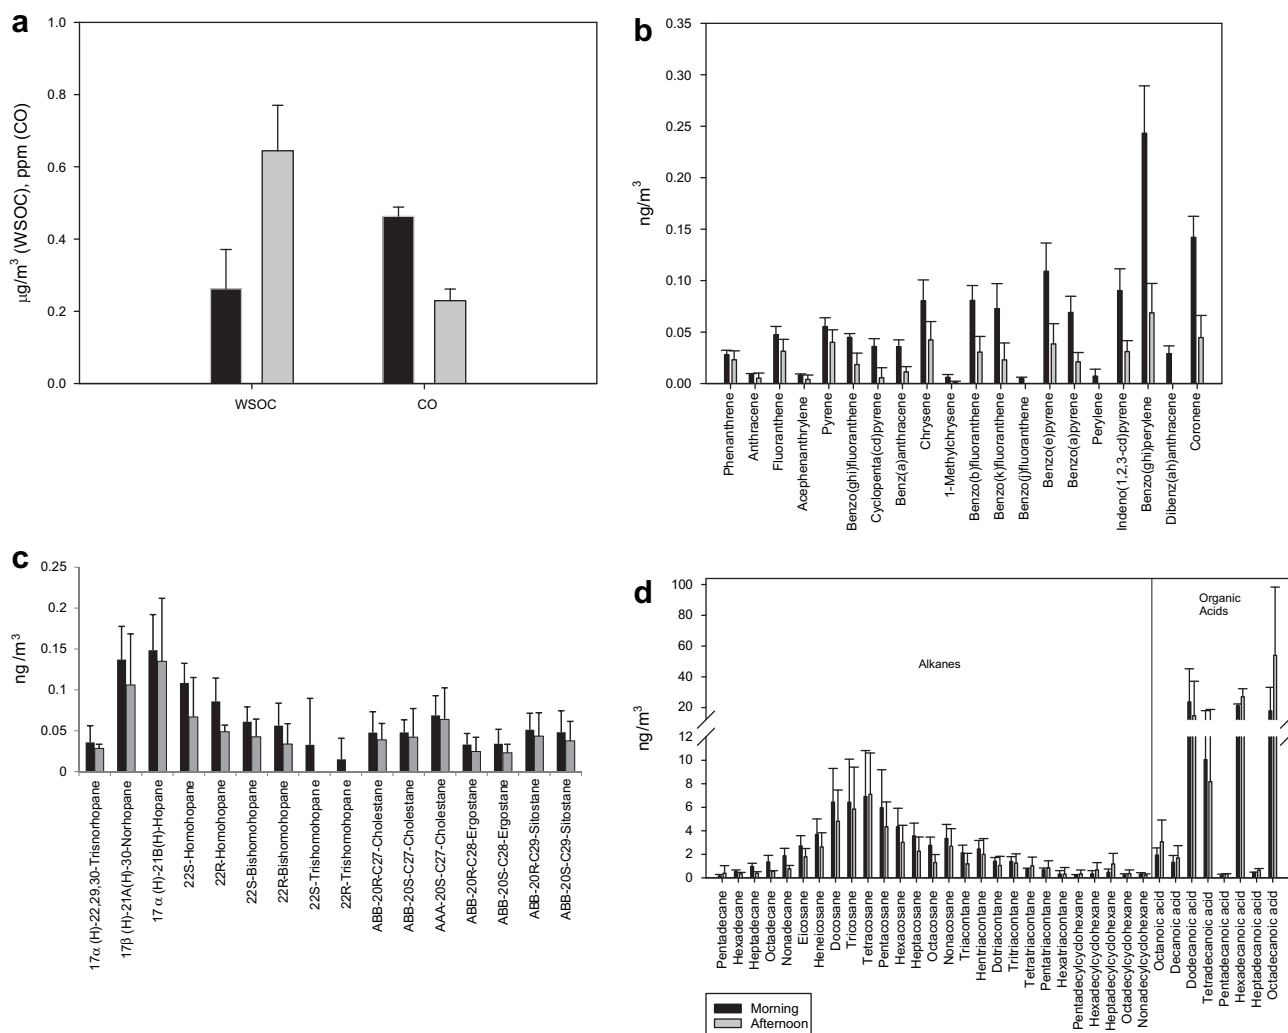 a
1.0
0.8
0.6
0.4
0.2
0.0
μg/m³ (WSOC), ppm (CO)
WSOC
CO
b
0.35
0.30
0.25
0.20
0.15
0.10
0.05
0.00
ng/m³
Phenanthrene
Anthracene
Fluoranthene
Acephenanthrylene
Pyrene
Benzo(ghi)fluoranthene
Cyclopenta(cd)pyrene
Benz(a)anthracene
Chrysene
1-Methylchrysene
Benzo(b)fluoranthene
Benzo(k)fluoranthene
Benzo(j)fluoranthene
Benzo(e)pyrene
Benzo(a)pyrene
Perylene
Indeno(1,2,3-cd)pyrene
Benzo(ghi)perylene
Dibenz(ah)anthracene
Coronene
c
0.25
0.2
0.15
0.1
0.05
0
ng/m³
17α (H)-22,29,30-Trisnorhopane
17β (H)-21A(H)-30-Norhopane
17 α (H)-21B(H)-Hopane
22S-Homohopane
22R-Homohopane
22S-Bishomohopane
22R-Bishomohopane
22S-Trishomohopane
22R-Trishomohopane
ABB-20R-C27-Cholestane
ABB-20S-C27-Cholestane
AAA-20S-C27-Cholestane
ABB-20R-C28-Ergostane
ABB-20S-C28-Ergostane
ABB-20R-C29-Sitostane
ABB-20S-C29-Sitostane
d
100
80
60
40
20
12
10
8
6
4
2
0
ng/m³
Alkanes
Organic
Acids
Pentadecane
Hexadecane
Heptadecane
Octadecane
Nonadecane
Eicosane
Heneicosane
Docosane
Tricosane
Tetracosane
Pentacosane
Hexacosane
Heptacosane
Octacosane
Nonacosane
Triacontane
Hentriacontane
Dotriacontane
Tritriacontane
Tetratriacontane
Pentatriacontane
Hexatriacontane
Pentadecylcyclohexane
Hexadecylcyclohexane
Heptadecylcyclohexane
Octadecylcyclohexane
Nonadecylcyclohexane
Octanoic acid
Decanoic acid
Dodecanoic acid
Tetradecanoic acid
Pentadecanoic acid
Hexadecanoic acid
Heptadecanoic acid
Octadecanoic acid
Morning
Afternoon